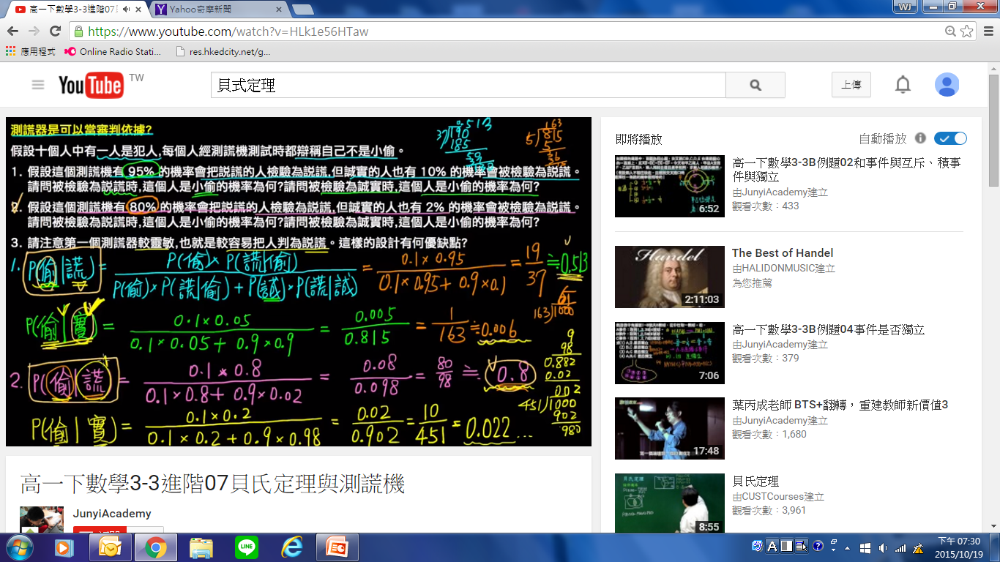 高一下數學3-3進階07
Yahoo奇摩新聞
WJ
https://www.youtube.com/watch?v=HLk1e56HTaw
應用程式
Online Radio Stati...
res.hkedcity.net/g...
YouTube TW
貝式定理
上傳
測謊器是可以當審判依據?
假設十個人中有一人是犯人,每個人經測謊機測試時都辯稱自己不是小偷。
1. 假設這個測謊機有 95% 的機率會把說謊的人檢驗為說謊,但誠實的人也有 10% 的機率會被檢驗為說謊。
請問被檢驗為說謊時,這個人是小偷的機率為何?請問被檢驗為誠實時,這個人是小偷的機率為何?
2. 假設這個測謊機有 80% 的機率會把說謊的人檢驗為說謊,但誠實的人也有 2% 的機率會被檢驗為說謊。
請問被檢驗為說謊時,這個人是小偷的機率為何?請問被檢驗為誠實時,這個人是小偷的機率為何?
3. 請注意第一個測謊器較靈敏,也就是較容易把人判為說謊。這樣的設計有何優缺點?
1. P(偷|謊) = P(偷)×P(謊|偷) / P(偷)×P(謊|偷)+P(誠)×P(謊|誠) = 0.1×0.95 / 0.1×0.95+0.9×0.1 = 19/37 ≒ 0.513
P(偷|實) = 0.1×0.05 / 0.1×0.05+0.9×0.9 = 0.005/0.815 = 1/163 ≒ 0.006
2. P(偷|謊) = 0.1×0.8 / 0.1×0.8+0.9×0.02 = 0.08/0.098 = 80/98 ≒ 0.8
P(偷|實) = 0.1×0.2 / 0.1×0.2+0.9×0.98 = 0.02/0.902 = 10/451 = 0.022...
高一下數學3-3進階07貝氏定理與測謊機
JunyiAcademy
即將播放
自動播放
高一下數學3-3B例題02和事件與互斥、積事
件與獨立
由JunyiAcademy建立
觀看次數：433
6:52
The Best of Handel
由HALIDONMUSIC建立
為您推薦
Handel
2:11:03
高一下數學3-3B例題04事件是否獨立
由JunyiAcademy建立
觀看次數：379
7:06
葉丙成老師 BTS+翻轉，重建教師新價值3
由JunyiAcademy建立
觀看次數：1,680
17:48
貝氏定理
由CUSTCourses建立
觀看次數：3,961
8:55
LINE
下午 07:30
2015/10/19